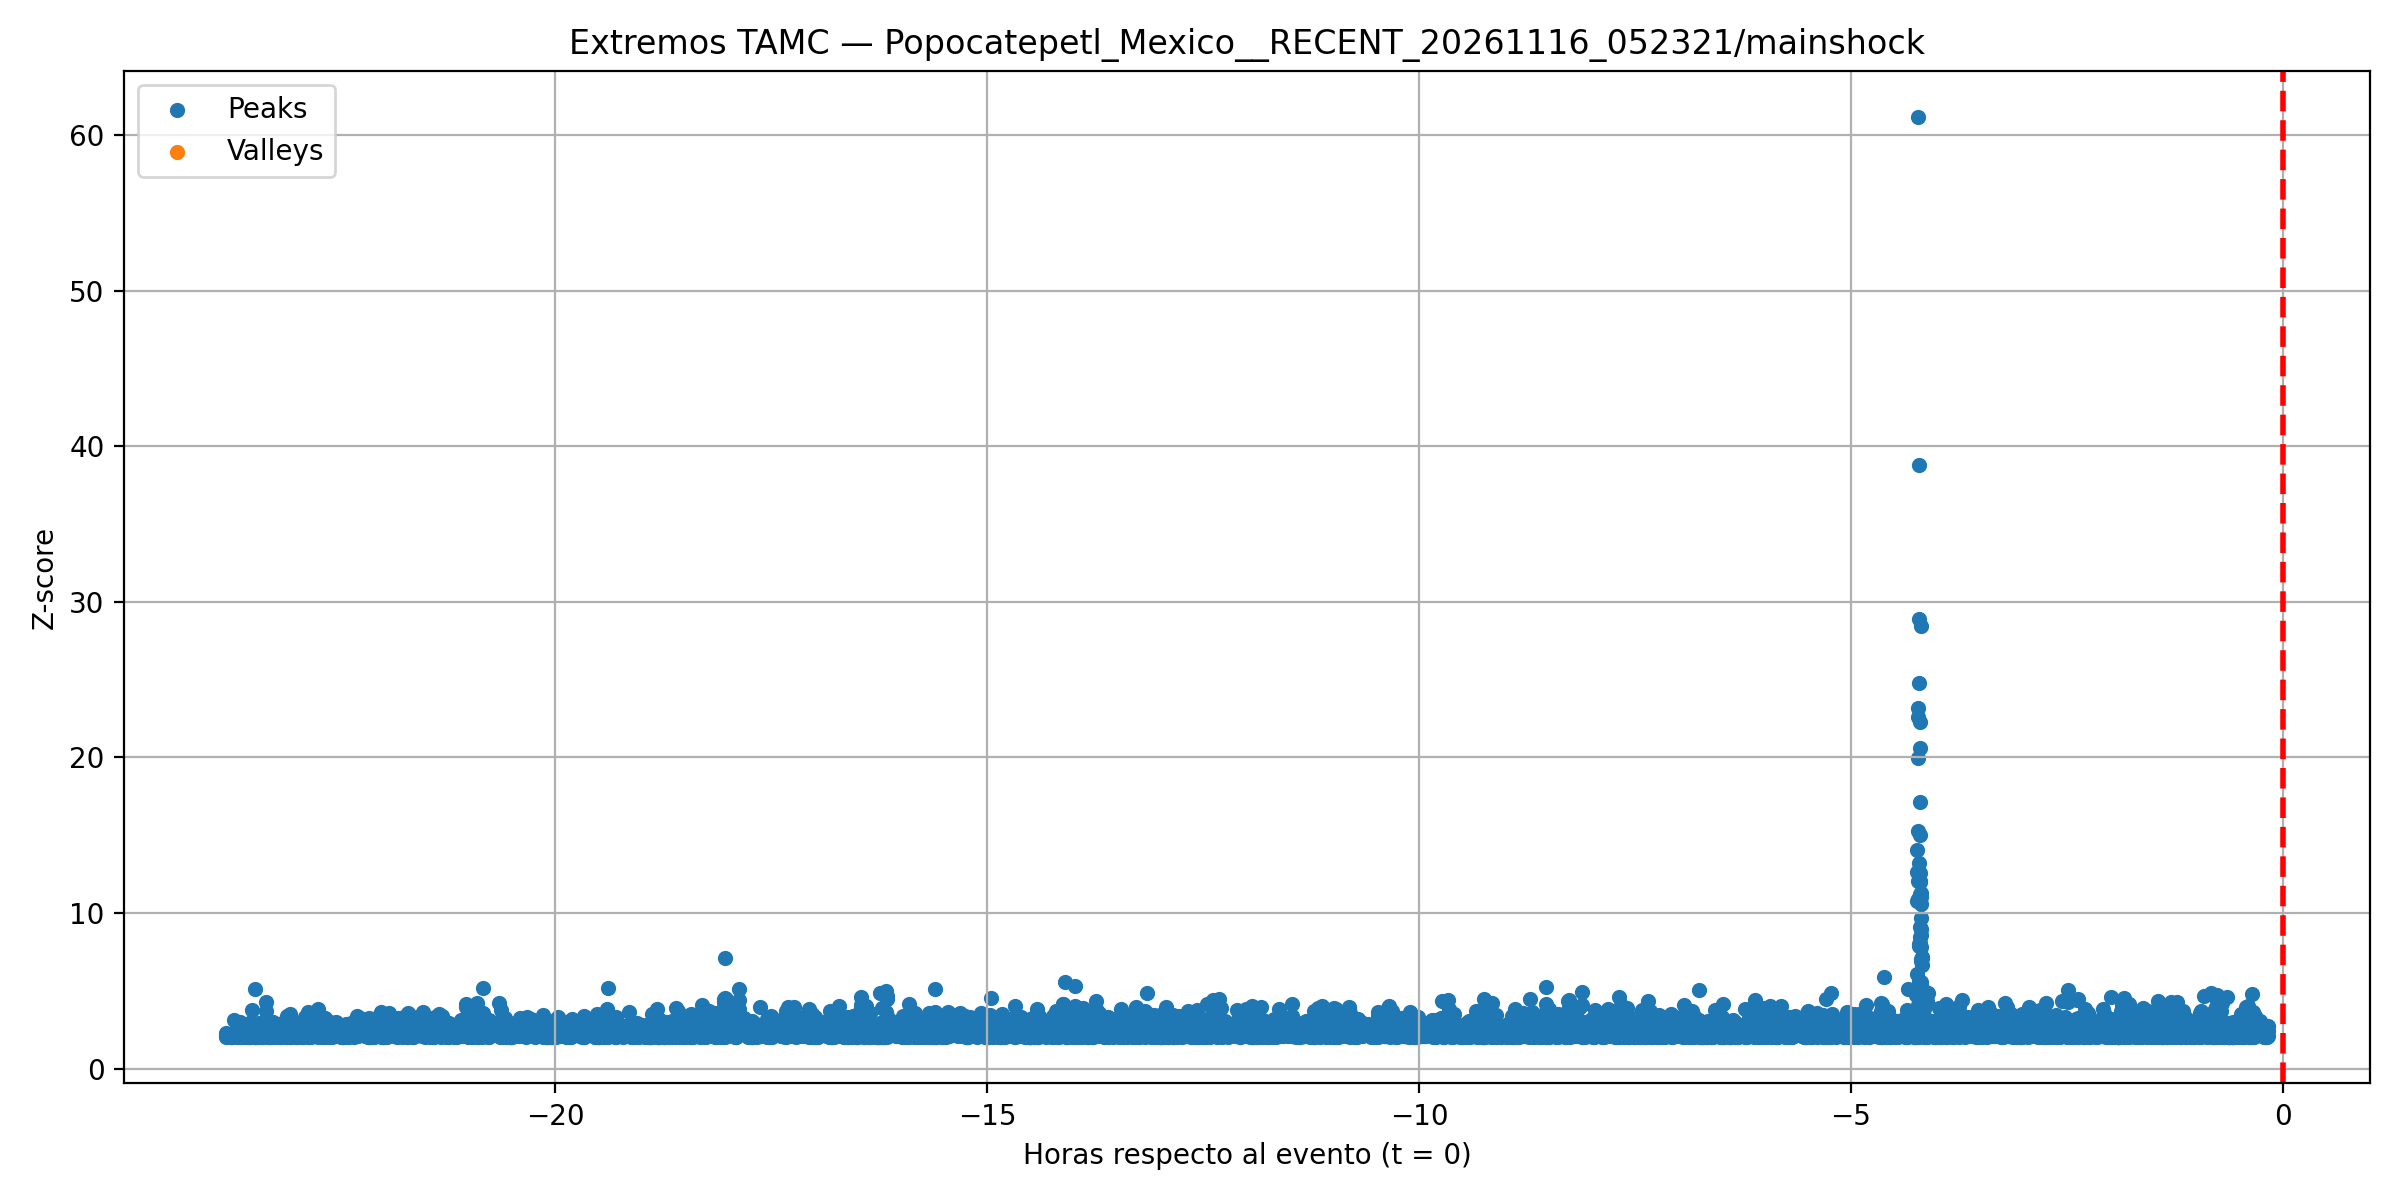 Extremos TAMC — Popocatepetl_Mexico__RECENT_20261116_052321/mainshock
Peaks
Valleys
60
50
40
30
20
10
0
Z-score
−20
−15
−10
−5
0
Horas respecto al evento (t = 0)